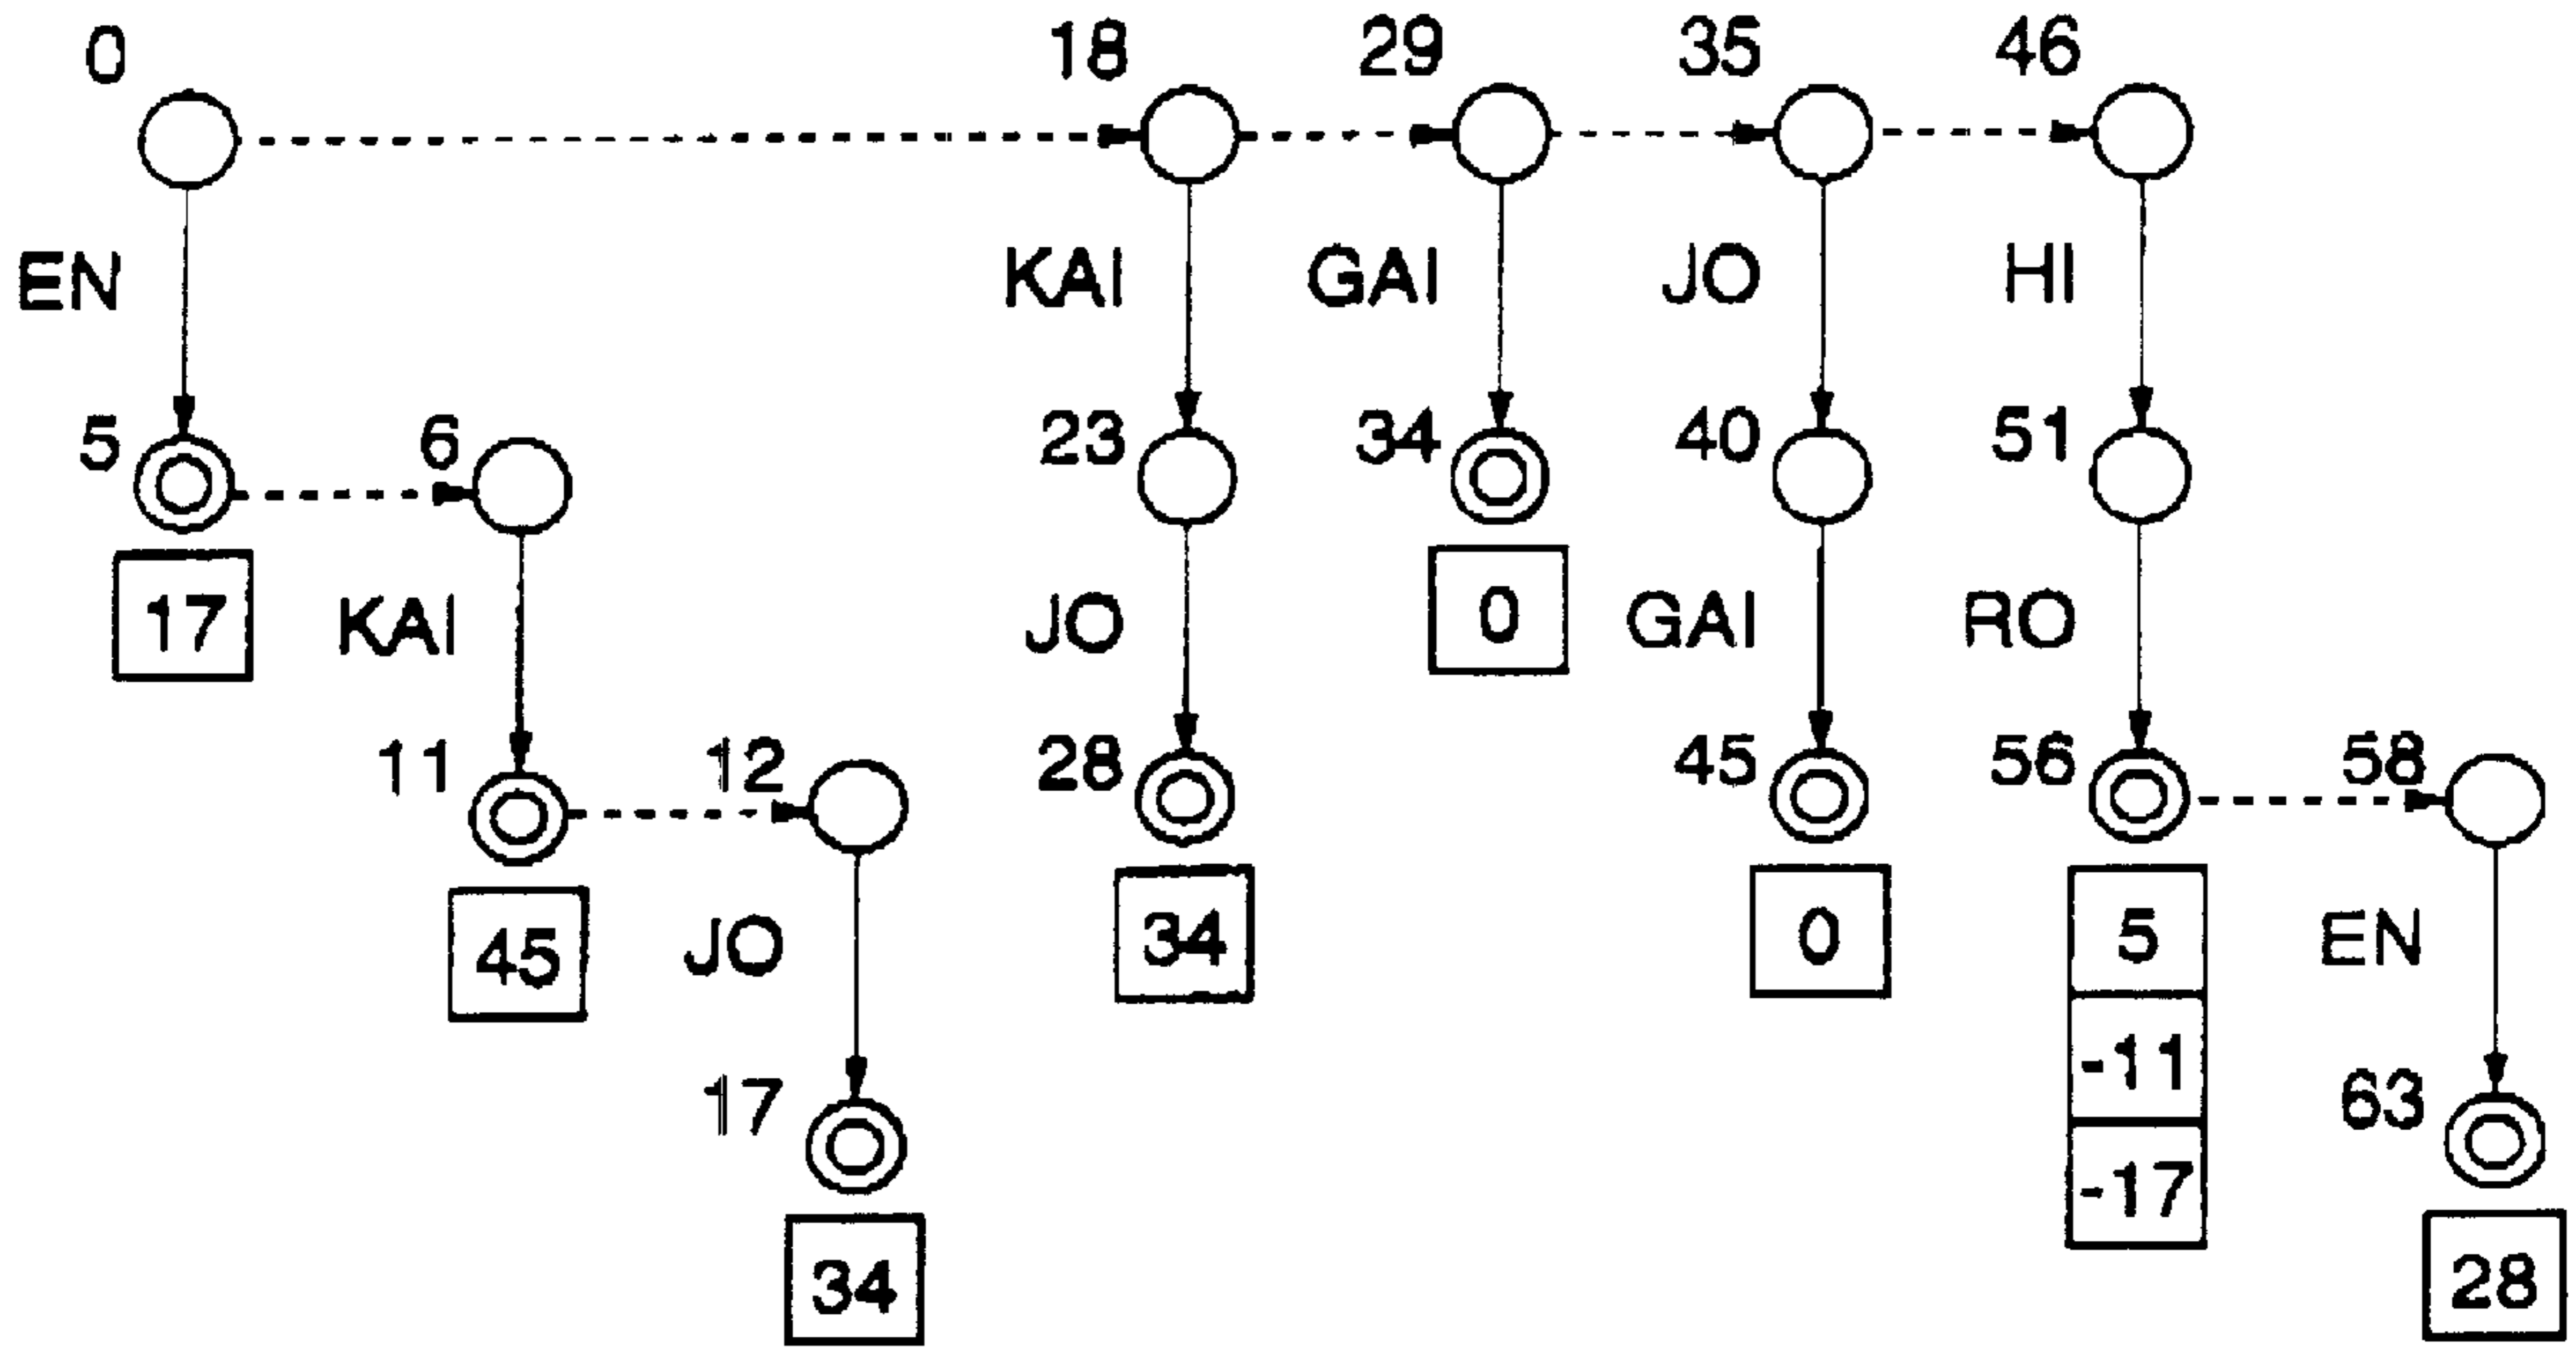 0 18 29 35 46
EN KAI GAI JO HI
5 6 23 34 40 51
17 KAI JO 0 GAI RO
11 12 28 45 56 58
45 JO 34 0 5 EN
-11
17 63
-17
34 28